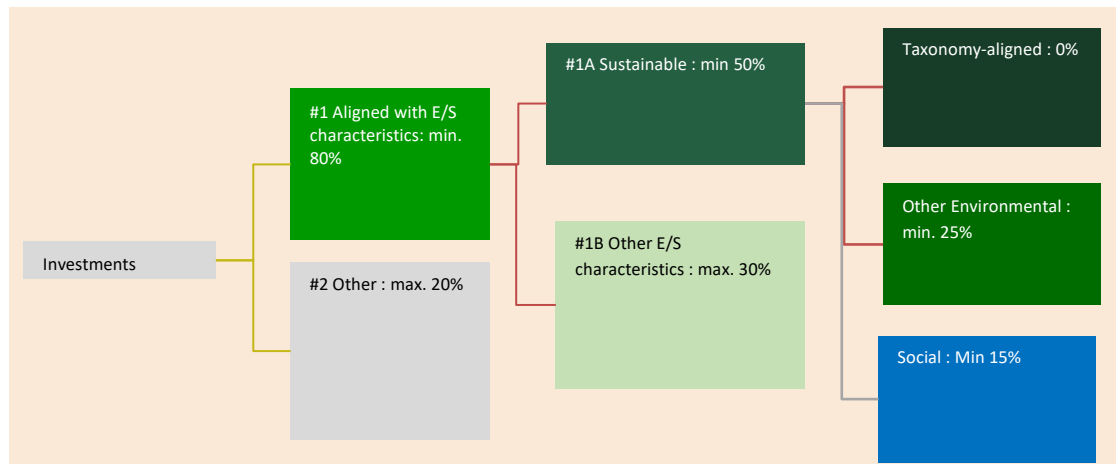 Investments
#1 Aligned with E/S
characteristics: min.
80%
#2 Other : max. 20%
#1A Sustainable : min 50%
#1B Other E/S
characteristics : max. 30%
Taxonomy-aligned : 0%
Other Environmental :
min. 25%
Social : Min 15%